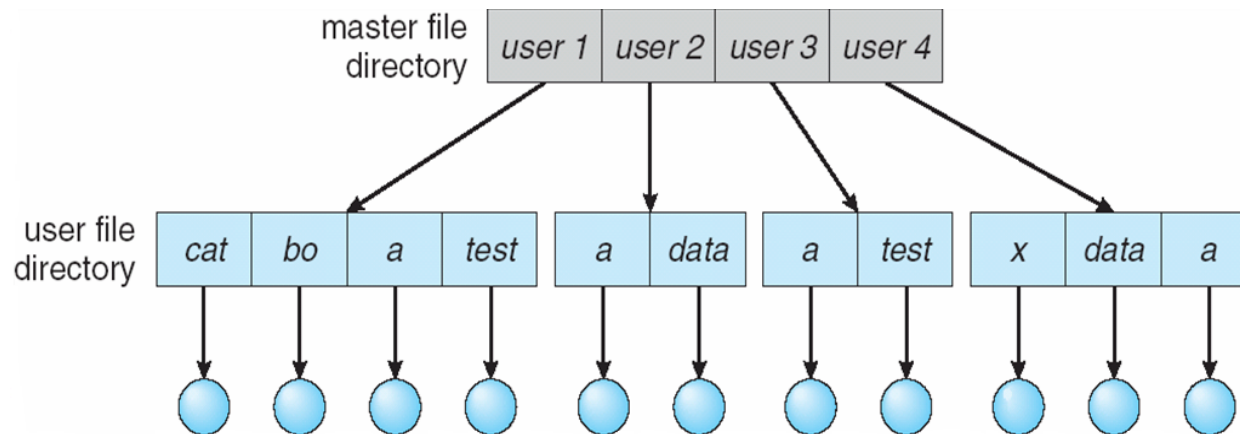 master file directory
user 1 user 2 user 3 user 4
user file directory
cat bo a test a data a test x data a